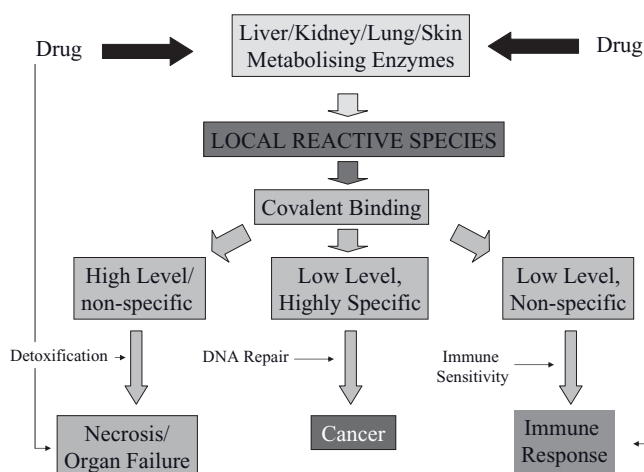 Drug
Liver/Kidney/Lung/Skin
Metabolising Enzymes
Drug
LOCAL REACTIVE SPECIES
Covalent Binding
High Level/
non-specific
Low Level,
Highly Specific
Low Level,
Non-specific
Detoxification
DNA Repair
Immune
Sensitivity
Necrosis/
Organ Failure
Cancer
Immune
Response